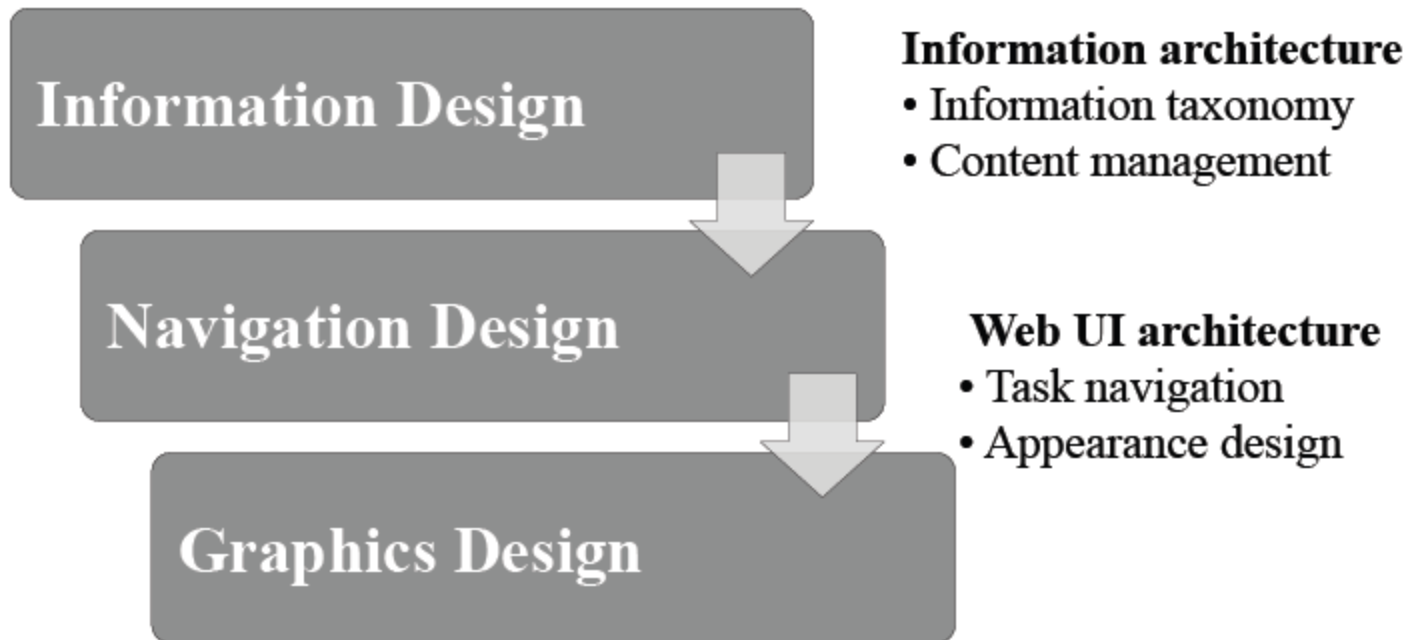 Information Design
Information architecture
• Information taxonomy
• Content management
Navigation Design
Web UI architecture
• Task navigation
• Appearance design
Graphics Design